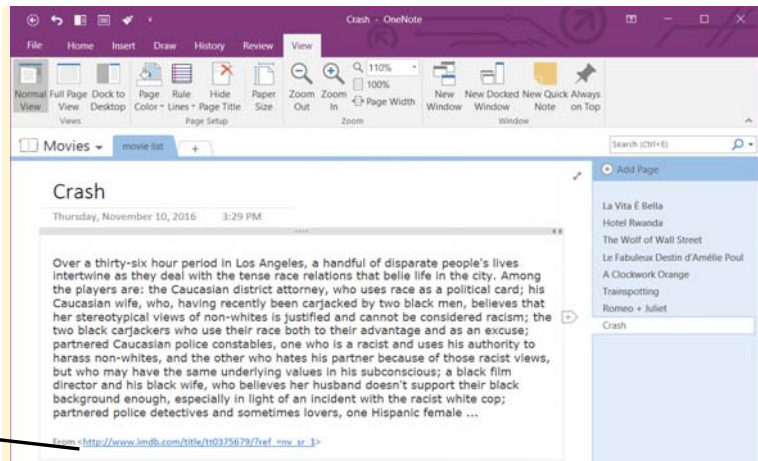 Crash - OneNote
File Home Insert Draw History Review View
Normal View
Full Page View
Dock to Desktop
Views
Page Color
Rule Lines
Hide Page Title
Paper Size
Page Setup
Zoom Out
Zoom In
110%
100%
Page Width
Zoom
New Window
New Docked Window
New Quick Note
Always on Top
Window
Movies
movie list
+
Search (Ctrl+E)
Crash
Thursday, November 10, 2016 3:29 PM
Over a thirty-six hour period in Los Angeles, a handful of disparate people's lives
intertwine as they deal with the tense race relations that belie life in the city. Among
the players are: the Caucasian district attorney, who uses race as a political card; his
Caucasian wife, who, having recently been carjacked by two black men, believes that
her stereotypical views of non-whites is justified and cannot be considered racism; the
two black carjackers who use their race both to their advantage and as an excuse;
partnered Caucasian police constables, one who is a racist and uses his authority to
harass non-whites, and the other who hates his partner because of those racist views,
but who may have the same underlying values in his subconscious; a black film
director and his black wife, who believes her husband doesn't support their black
background enough, especially in light of an incident with the racist white cop;
partnered police detectives and sometimes lovers, one Hispanic female ...
From <http://www.imdb.com/title/tt0375679/?ref_=nv_sr_1>
Add Page
La Vita É Bella
Hotel Rwanda
The Wolf of Wall Street
Le Fabuleux Destin d'Amélie Poul
A Clockwork Orange
Trainspotting
Romeo + Juliet
Crash